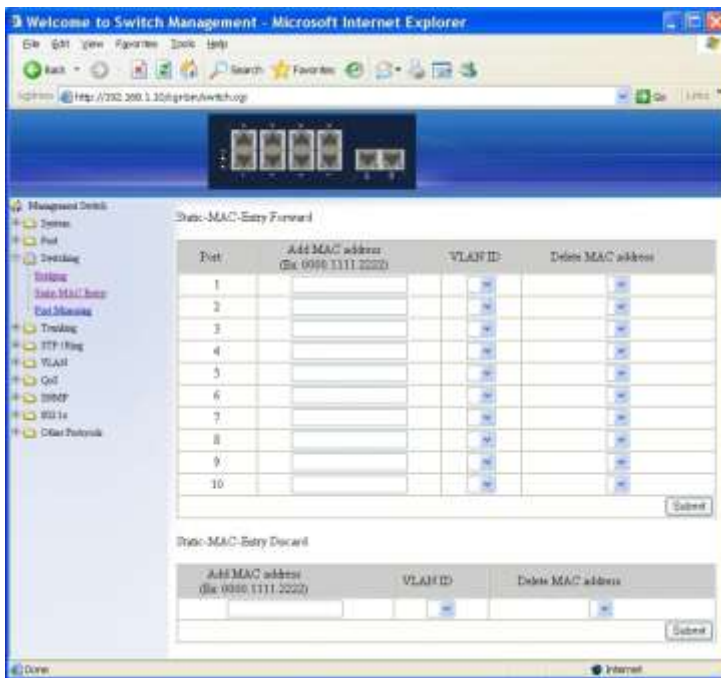 Welcome to Switch Management - Microsoft Internet Explorer
File Edit View Favorites Tools Help
Back Search Favorites
Address Go Links
Management Switch
System
Port
Switching
Bridging
Static MAC Entry
Port Mirroring
Trunking
STP / Ring
VLAN
QoS
SNMP
802.1x
Other Protocols
Static-MAC-Entry Forward
Port Add MAC address (Ex: 0000.1111.2222) VLAN ID Delete MAC address
1
2
3
4
5
6
7
8
9
10
Submit
Static-MAC-Entry Discard
Add MAC address (Ex: 0000.1111.2222) VLAN ID Delete MAC address
Submit
Done Internet